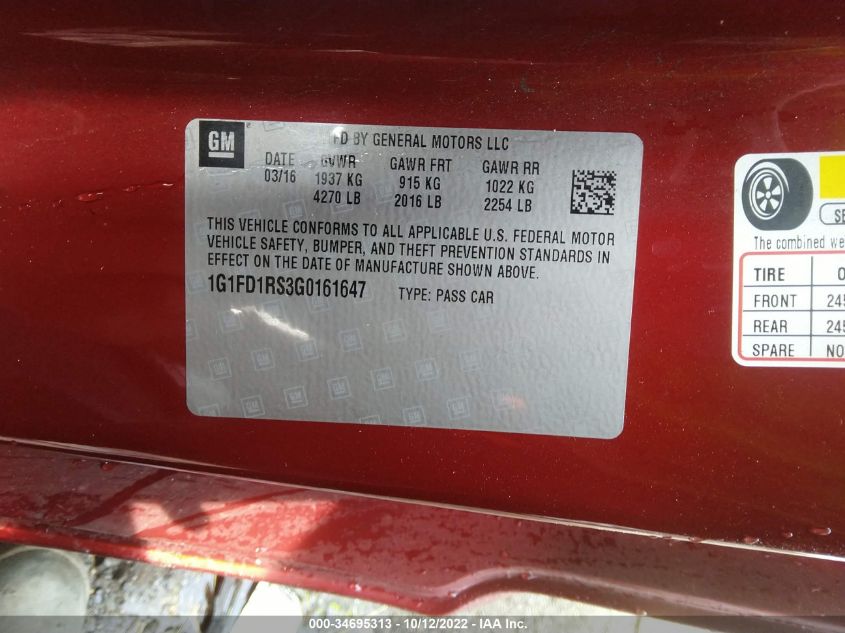 GM
FD BY GENERAL MOTORS LLC
DATE GVWR GAWR FRT GAWR RR
03/16 1937 KG 915 KG 1022 KG
4270 LB 2016 LB 2254 LB
THIS VEHICLE CONFORMS TO ALL APPLICABLE U.S. FEDERAL MOTOR
VEHICLE SAFETY, BUMPER, AND THEFT PREVENTION STANDARDS IN
EFFECT ON THE DATE OF MANUFACTURE SHOWN ABOVE.
1G1FD1RS3G0161647 TYPE: PASS CAR
SE
The combined we
TIRE O
FRONT 245
REAR 245
SPARE NO
000-34695313 - 10/12/2022 - IAA Inc.